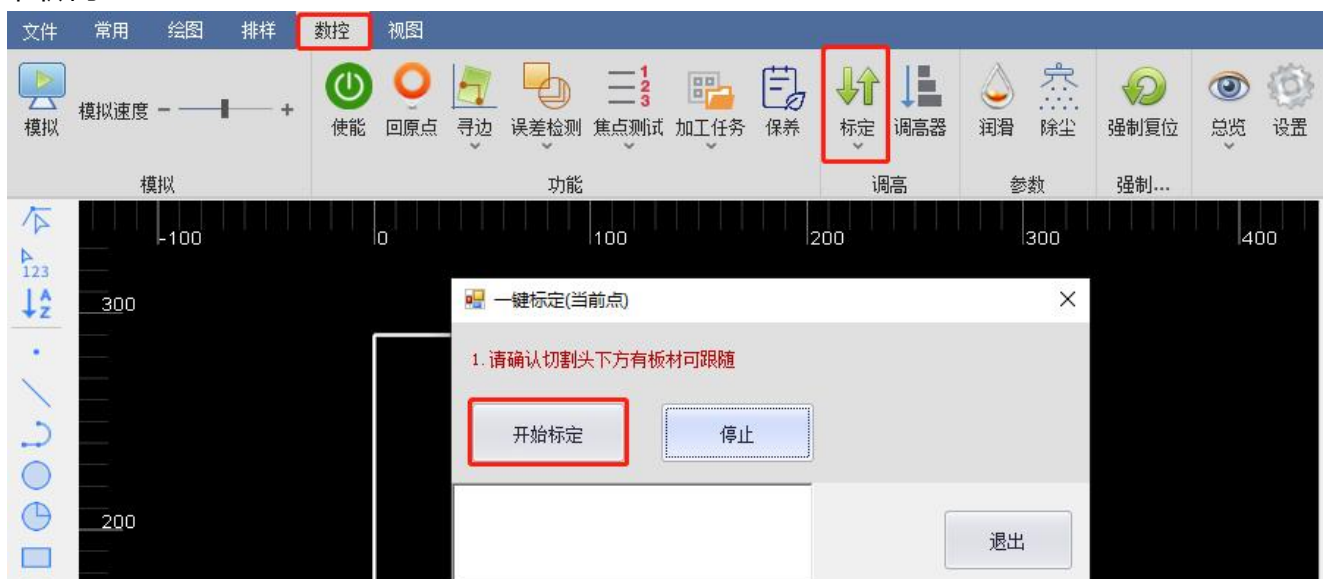 文件 常用 绘图 排样 数控 视图
模拟 模拟速度 - + 使能 回原点 寻边 误差检测 1 2 3 焦点测试 加工任务 保养 标定 调高器 润滑 除尘 强制复位 总览 设置
模拟 功能 调高 参数 强制...
-100 0 100 200 300 400
123
A
Z
300
一键标定(当前点)
1.请确认切割头下方有板材可跟随
开始标定 停止
200
退出